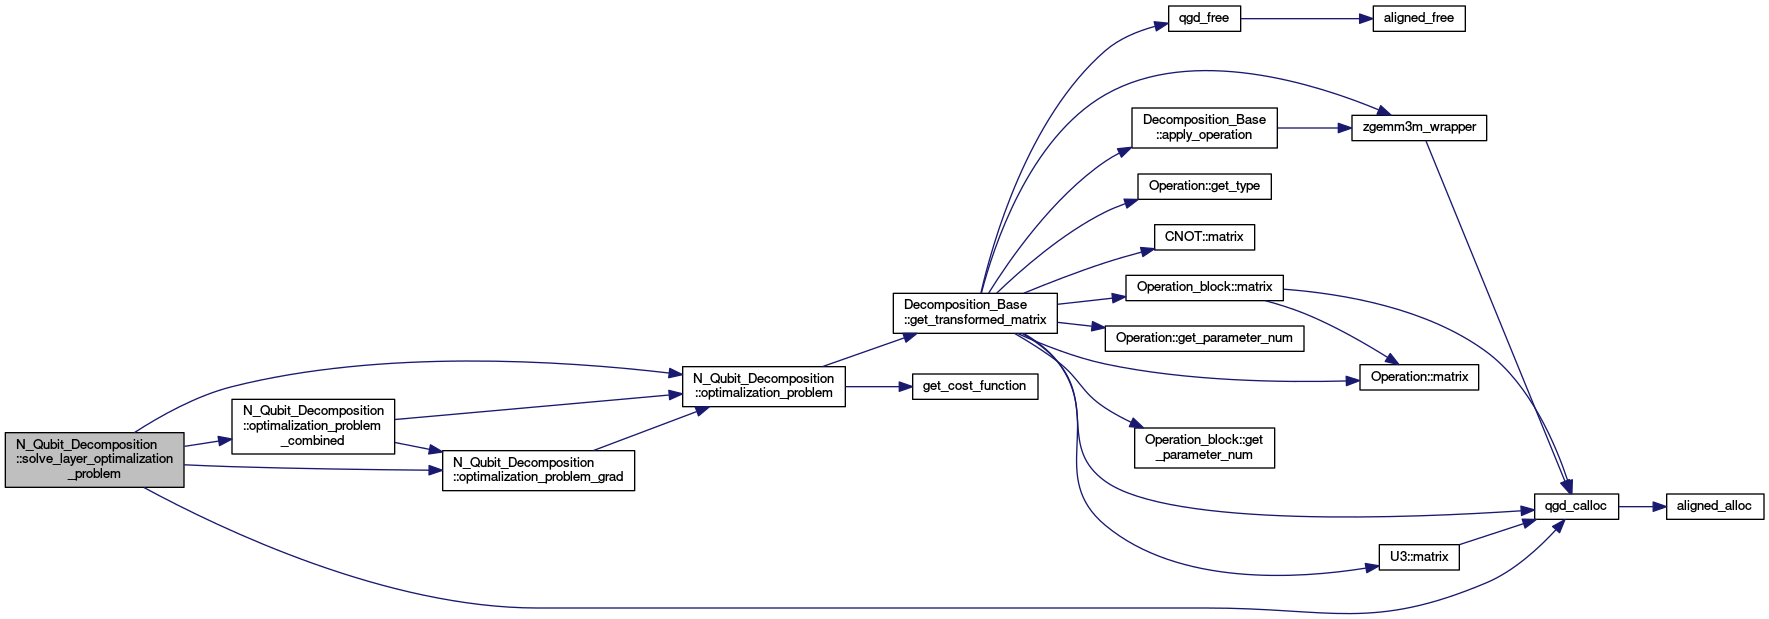 N_Qubit_Decomposition
::solve_layer_optimalization
_problem
N_Qubit_Decomposition
::optimalization_problem
_combined
N_Qubit_Decomposition
::optimalization_problem_grad
N_Qubit_Decomposition
::optimalization_problem
Decomposition_Base
::get_transformed_matrix
get_cost_function
qgd_free
aligned_free
zgemm3m_wrapper
Decomposition_Base
::apply_operation
Operation::get_type
CNOT::matrix
Operation_block::matrix
Operation::get_parameter_num
Operation::matrix
Operation_block::get
_parameter_num
qgd_calloc
aligned_alloc
U3::matrix